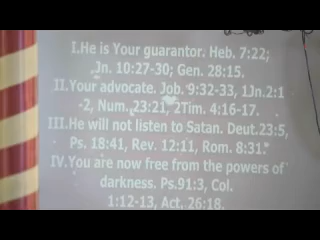 I.He is Your guarantor. Heb. 7:22;
Jn. 10:27-30; Gen. 28:15.
II.Your advocate. Job. 9:32-33, 1Jn.2:1
-2, Num. 23:21, 2Tim. 4:16-17.
III.He will not listen to Satan. Deut.23:5,
Ps. 18:41, Rev. 12:11, Rom. 8:31.
IV.You are now free from the powers of
darkness. Ps.91:3, Col.
1:12-13, Act. 26:18.